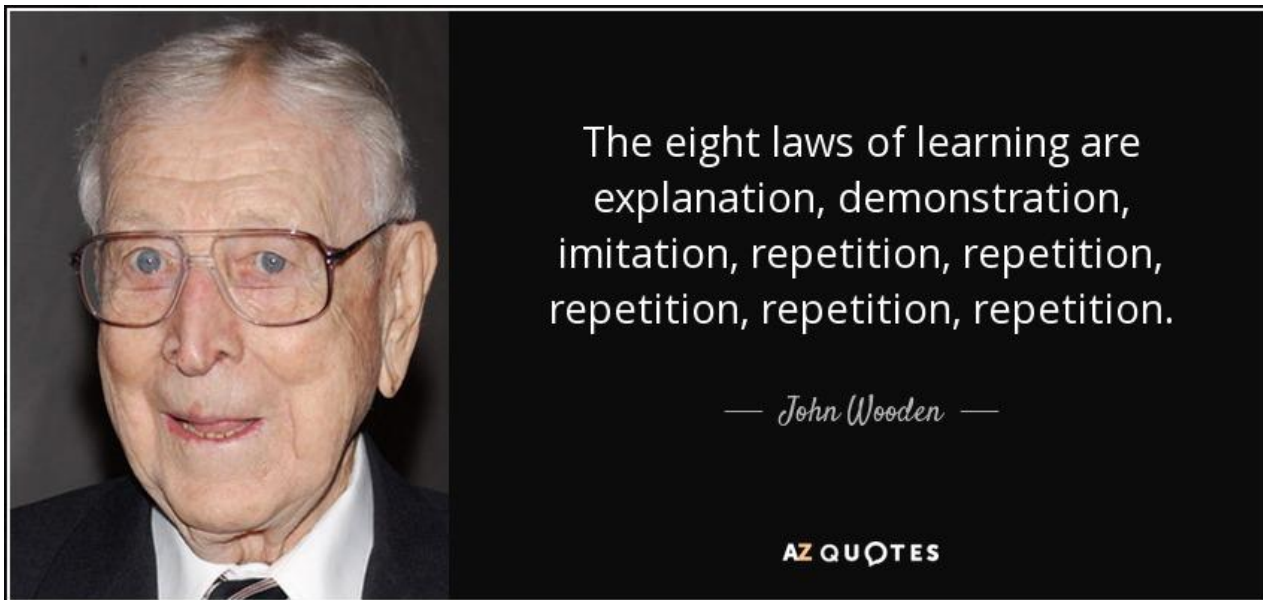 The eight laws of learning are
explanation, demonstration,
imitation, repetition, repetition,
repetition, repetition, repetition.
John Wooden
AZ QUOTES